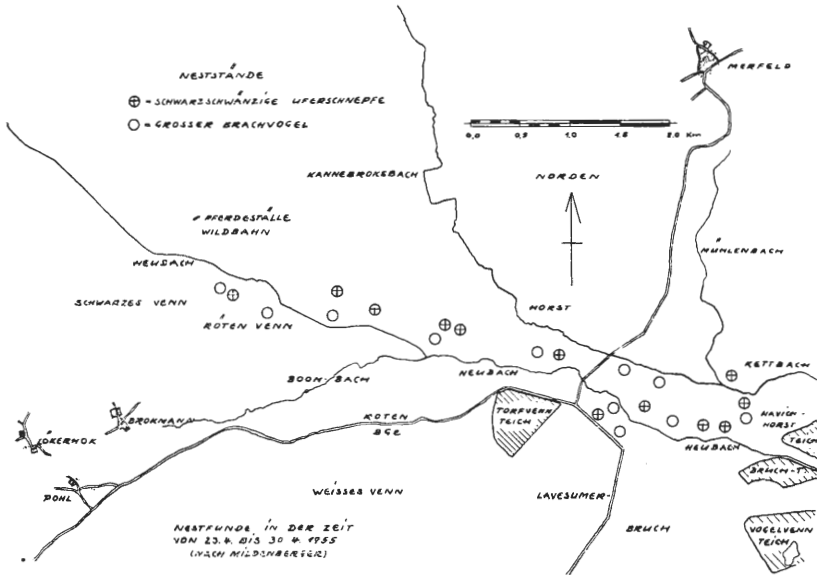 NESTSTÄNDE
⊕ = SCHWARZSCHWÄNZIGE UFERSCHNEPFE
○ = GROSSER BRACHVOGEL
MERFELD
0,0 0,5 1.0 1.5 2.0 Km
KANNEBROKEBACH
NORDEN
PFERDESTÄLLE
WILDBAHN
MÜHLENBACH
NEUBACH
SCHWARZES VENN
RÖTEN VENN
HORST
KETTBACH
BOOM-BACH
NEUBACH
HAVICH-
HORST
TEICH
BROKMANN
KOTEN
BGE
TORFVENN
TEICH
NEUBACH
BRUCH-T.
LÖKERHOK
POHL
WEISSES VENN
LAVESUMER-
BRUCH
VOGELVENN
TEICH
NESTFUNDE IN DER ZEIT
VON 23.4. BIS 30.4.1955
(NACH MILDENBERGER)